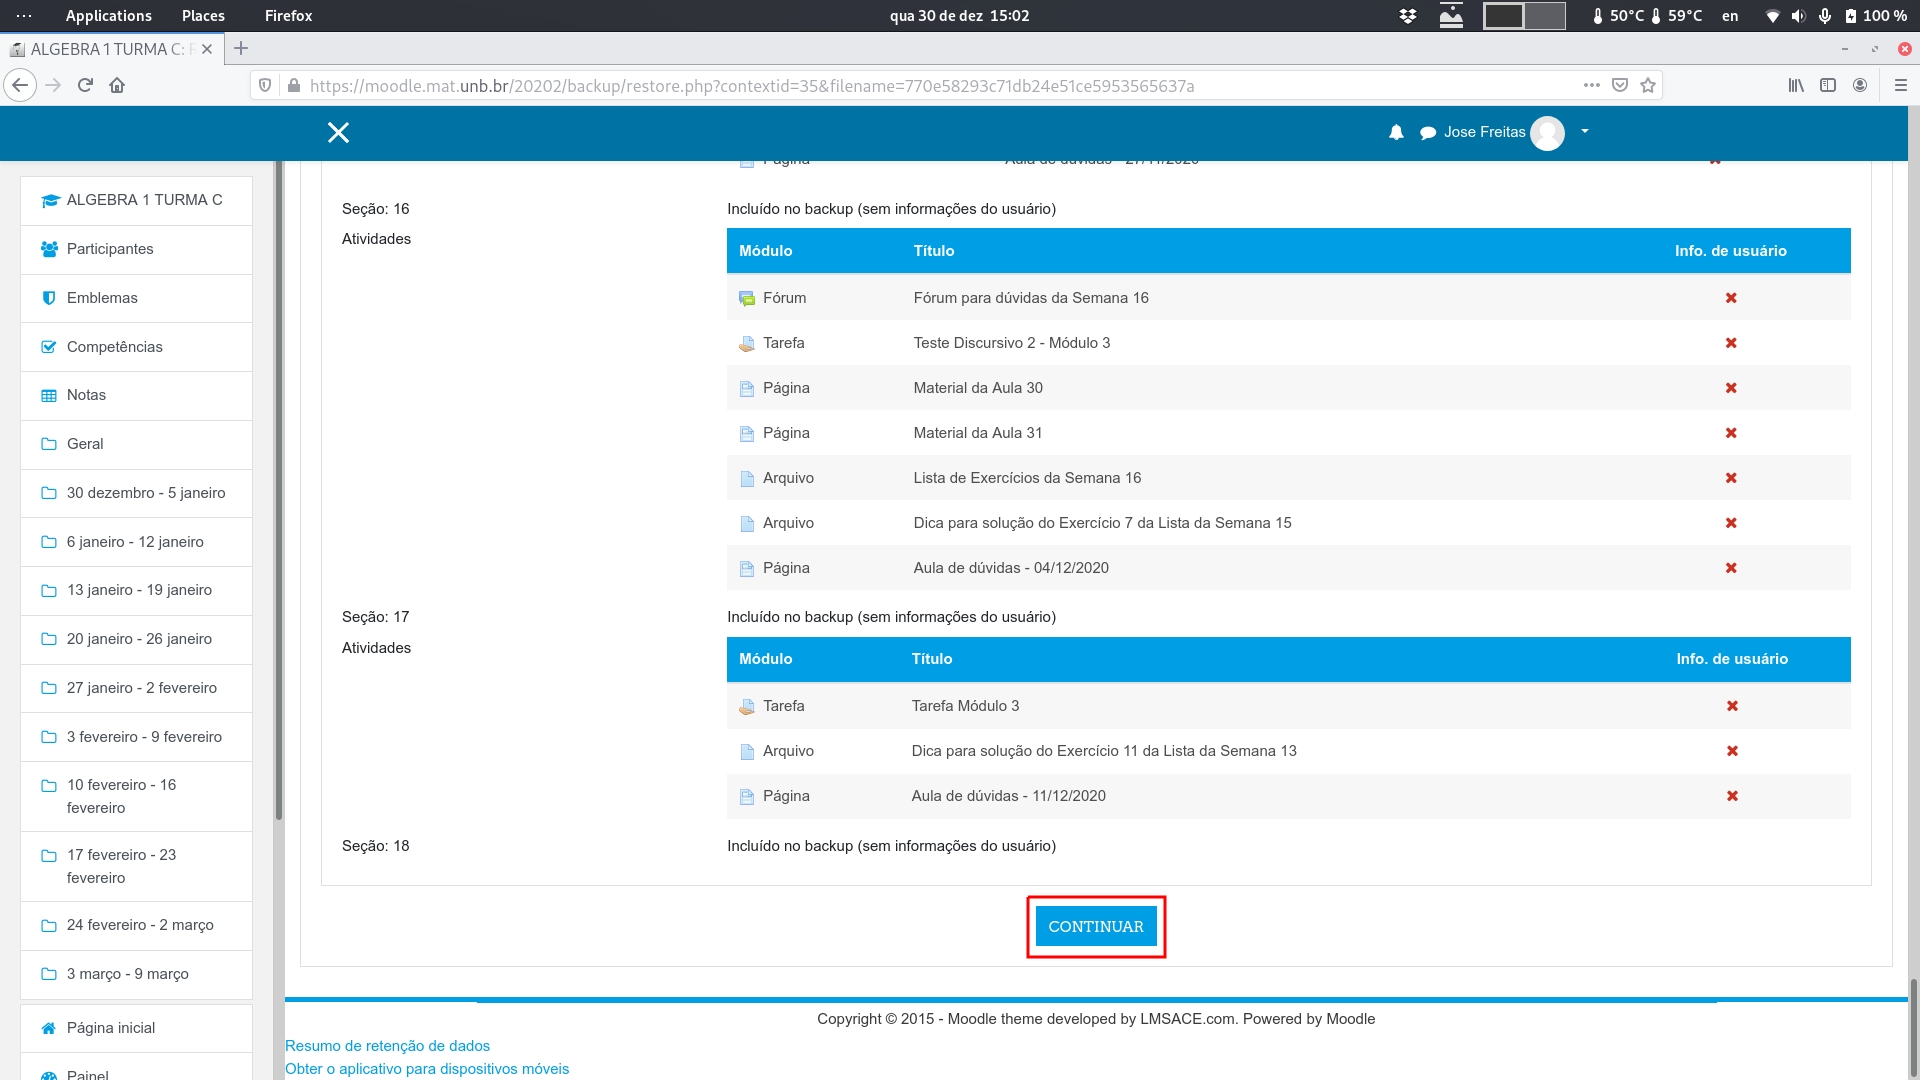 Applications Places Firefox qua 30 de dez 15:02 50°C 59°C en 100 %
ALGEBRA 1 TURMA C:
https://moodle.mat.unb.br/20202/backup/restore.php?contextid=35&filename=770e58293c71db24e51ce5953565637a
Jose Freitas
Página Aula de dúvidas - 27/11/2020
ALGEBRA 1 TURMA C
Participantes
Emblemas
Competências
Notas
Geral
30 dezembro - 5 janeiro
6 janeiro - 12 janeiro
13 janeiro - 19 janeiro
20 janeiro - 26 janeiro
27 janeiro - 2 fevereiro
3 fevereiro - 9 fevereiro
10 fevereiro - 16
fevereiro
17 fevereiro - 23
fevereiro
24 fevereiro - 2 março
3 março - 9 março
Página inicial
Painel
Seção: 16 Incluído no backup (sem informações do usuário)
Atividades
Módulo Título Info. de usuário
Fórum Fórum para dúvidas da Semana 16
Tarefa Teste Discursivo 2 - Módulo 3
Página Material da Aula 30
Página Material da Aula 31
Arquivo Lista de Exercícios da Semana 16
Arquivo Dica para solução do Exercício 7 da Lista da Semana 15
Página Aula de dúvidas - 04/12/2020
Seção: 17 Incluído no backup (sem informações do usuário)
Atividades
Módulo Título Info. de usuário
Tarefa Tarefa Módulo 3
Arquivo Dica para solução do Exercício 11 da Lista da Semana 13
Página Aula de dúvidas - 11/12/2020
Seção: 18 Incluído no backup (sem informações do usuário)
CONTINUAR
Copyright © 2015 - Moodle theme developed by LMSACE.com. Powered by Moodle
Resumo de retenção de dados
Obter o aplicativo para dispositivos móveis